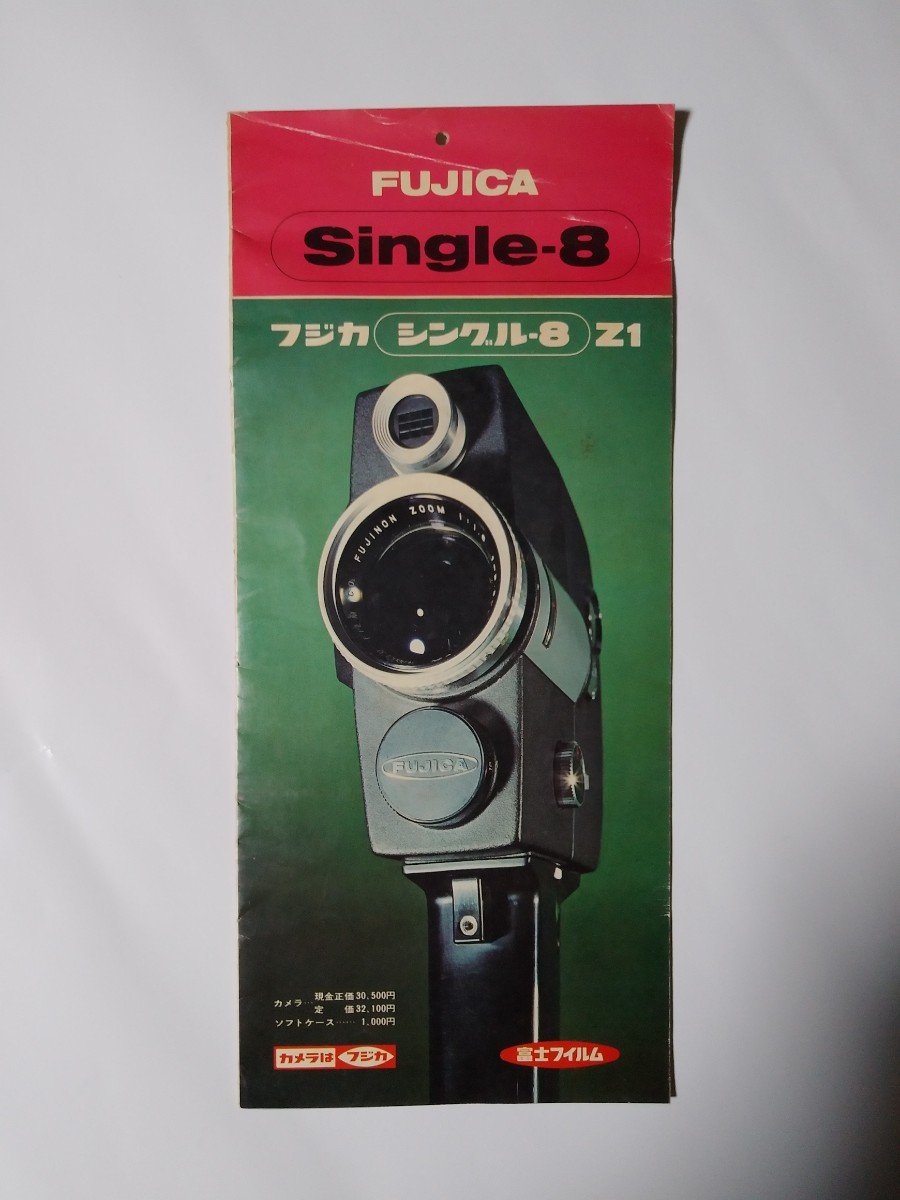 FUJICA
Single-8
フジカ シングル-8 Z1
FUJINON ZOOM 1:1.8
FUJICA
カメラ… 現金正価30,500円
定 価32,100円
ソフトケース…… 1,000円
カメラは フジカ
富士フイルム